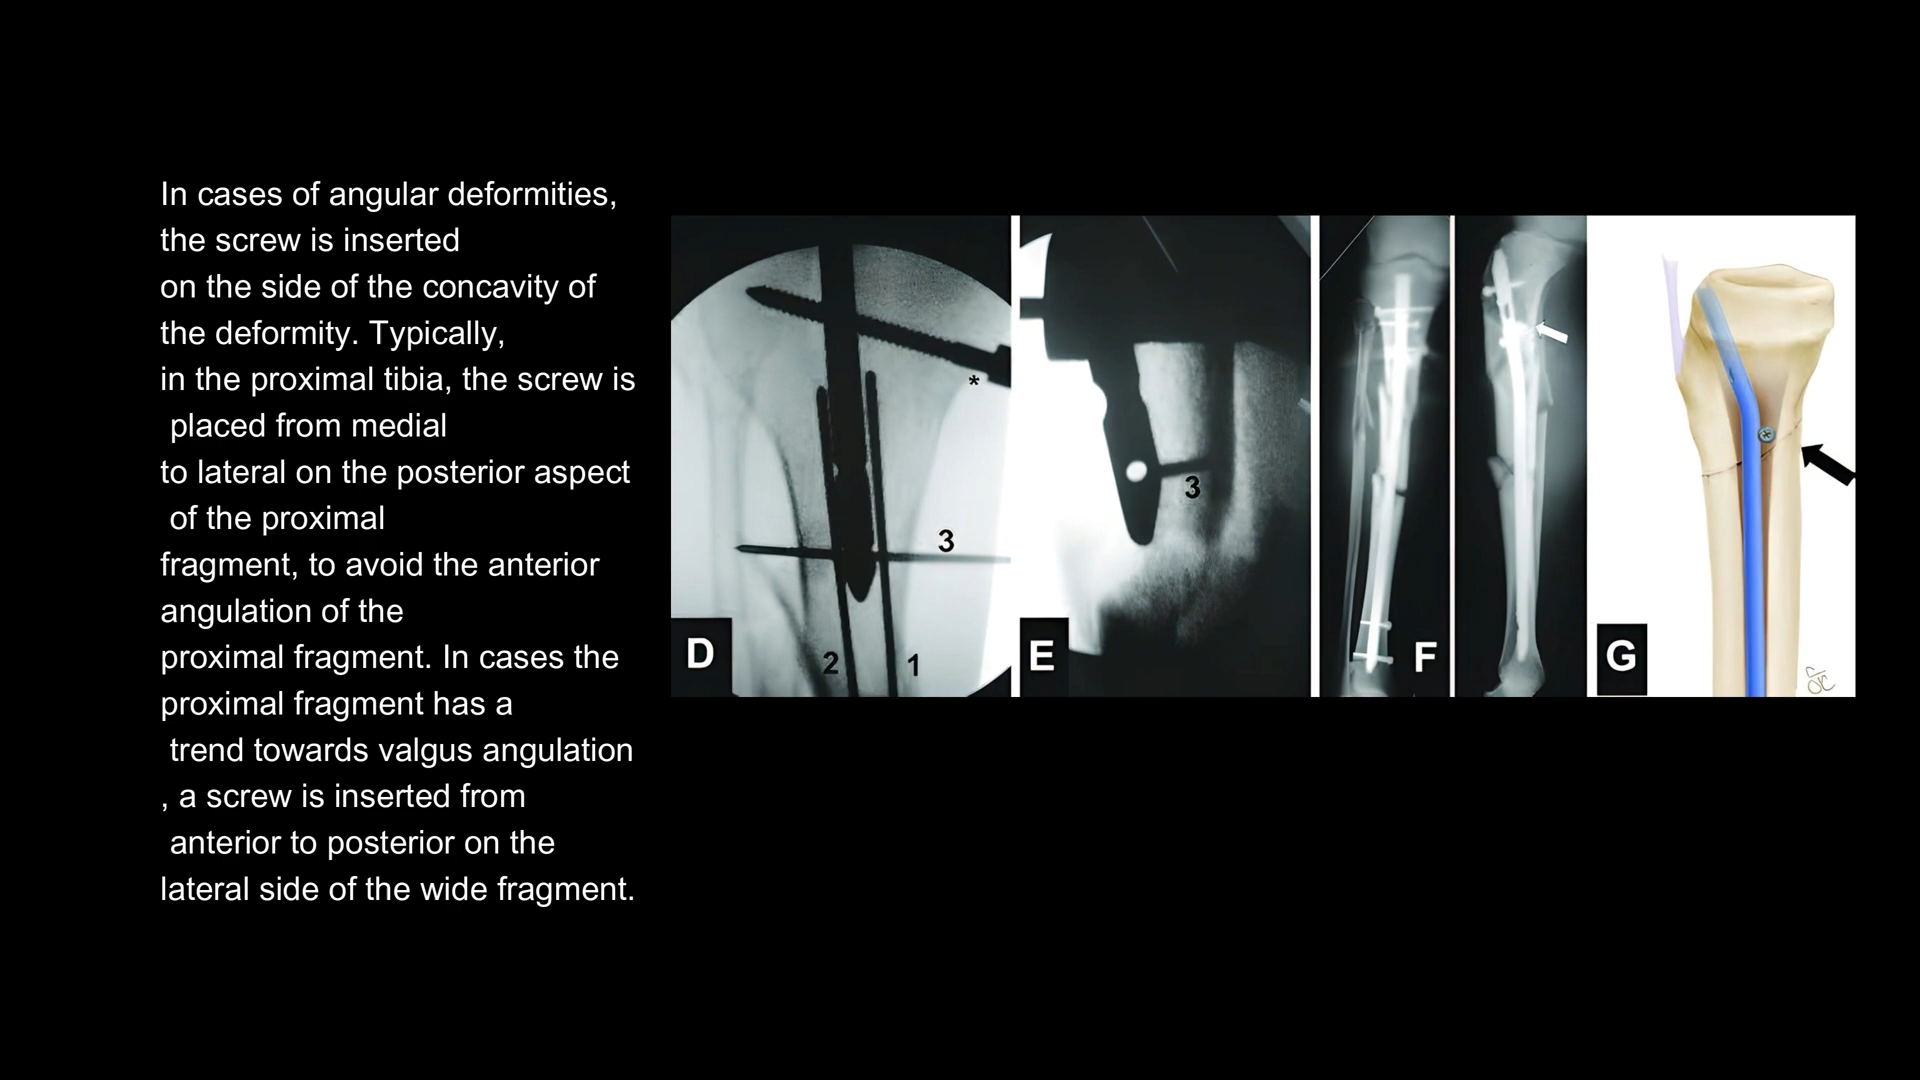 In cases of angular deformities,
the screw is inserted
on the side of the concavity of
the deformity. Typically,
in the proximal tibia, the screw is
placed from medial
to lateral on the posterior aspect
of the proximal
fragment, to avoid the anterior
angulation of the
proximal fragment. In cases the
proximal fragment has a
trend towards valgus angulation
, a screw is inserted from
anterior to posterior on the
lateral side of the wide fragment.
*
3
2
1
D
3
E
F
G